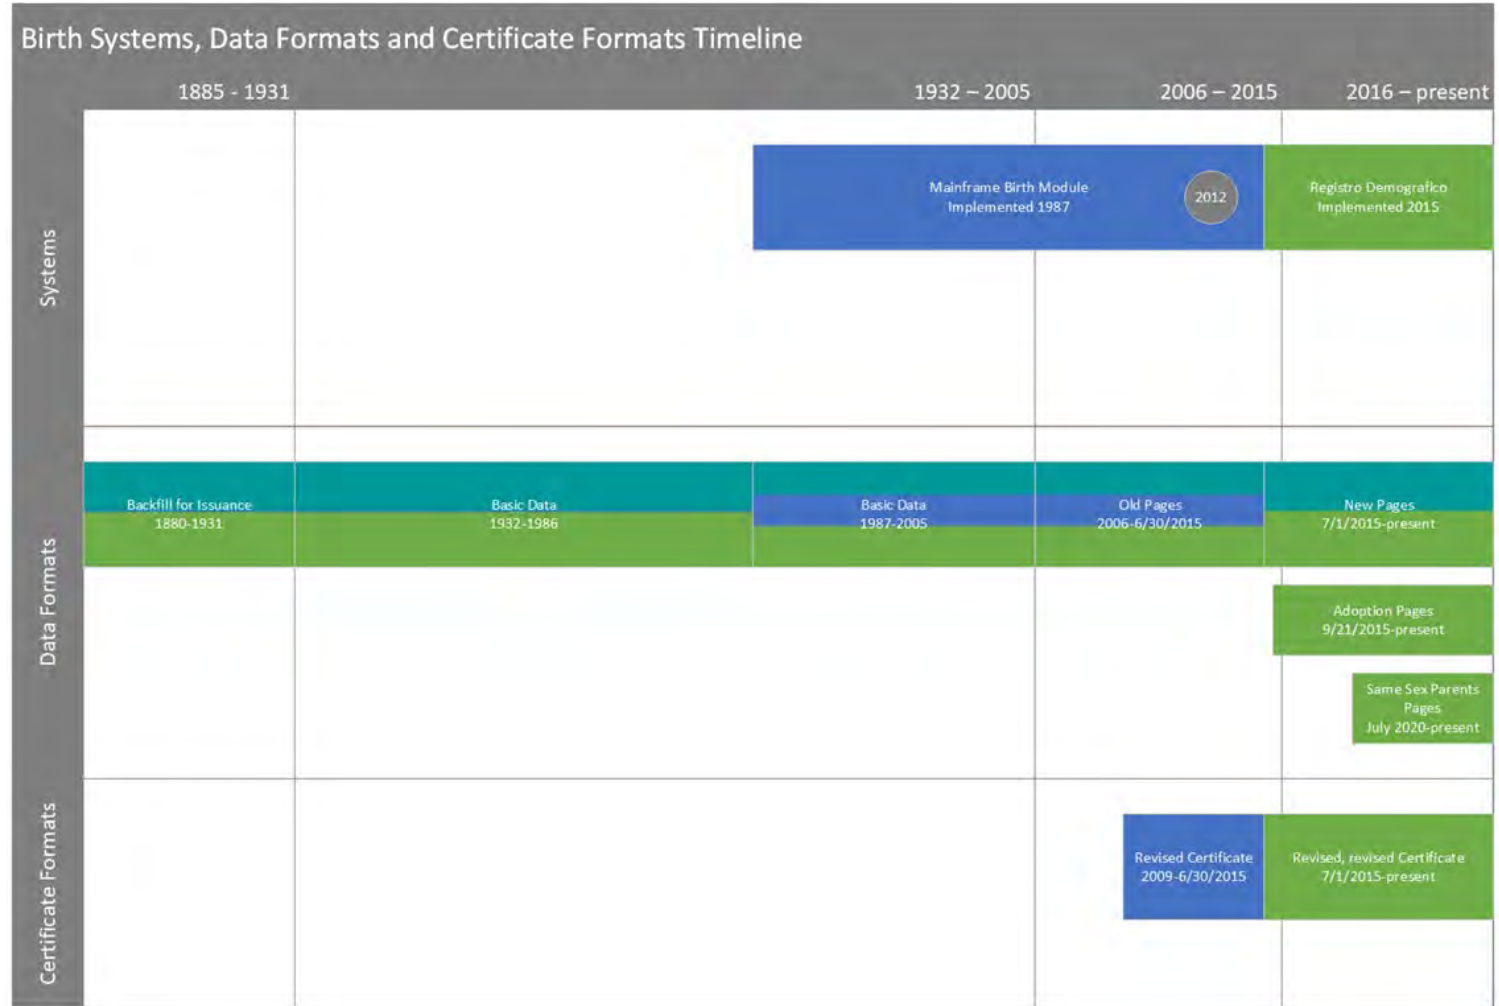 Birth Systems, Data Formats and Certificate Formats Timeline
1885 - 1931
1932 – 2005
2006 – 2015
2016 – present
Systems
Mainframe Birth Module
Implemented 1987
2012
Registro Demografico
Implemented 2015
Data Formats
Backfill for Issuance
1880-1931
Basic Data
1932-1986
Basic Data
1987-2005
Old Pages
2006-6/30/2015
New Pages
7/1/2015-present
Adoption Pages
9/21/2015-present
Same Sex Parents
Pages
July 2020-present
Certificate Formats
Revised Certificate
2009-6/30/2015
Revised, revised Certificate
7/1/2015-present